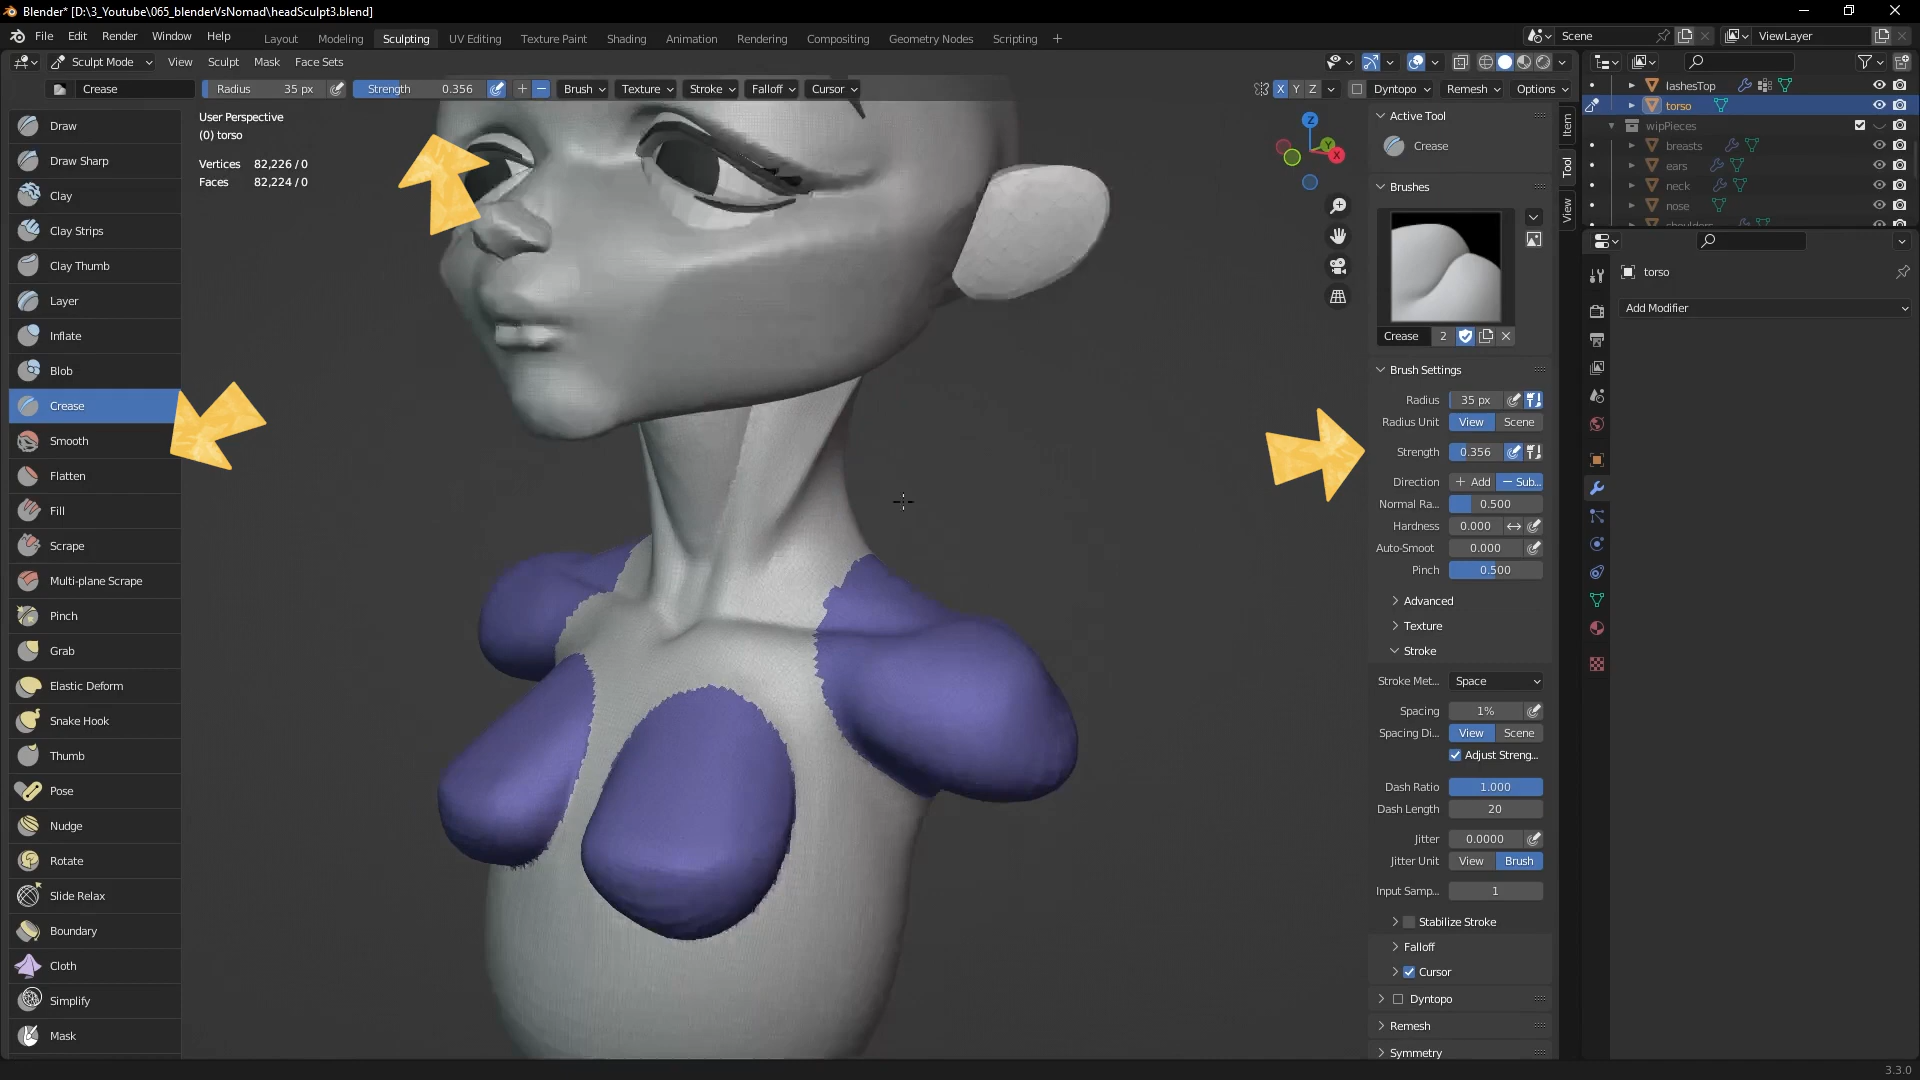 Blender* [D:\3_Youtube\065_blenderVsNomad\headSculpt3.blend]
File Edit Render Window Help Layout Modeling Sculpting UV Editing Texture Paint Shading Animation Rendering Compositing Geometry Nodes Scripting + Scene ViewLayer
Sculpt Mode View Sculpt Mask Face Sets
Crease Radius 35 px Strength 0.356 Brush Texture Stroke Falloff Cursor X Y Z Dyntopo Remesh Options
Draw
Draw Sharp
Clay
Clay Strips
Clay Thumb
Layer
Inflate
Blob
Crease
Smooth
Flatten
Fill
Scrape
Multi-plane Scrape
Pinch
Grab
Elastic Deform
Snake Hook
Thumb
Pose
Nudge
Rotate
Slide Relax
Boundary
Cloth
Simplify
Mask
User Perspective
(0) torso
Vertices 82,226 / 0
Faces 82,224 / 0
Z
Y
X
Active Tool
Crease
Brushes
Crease 2
Brush Settings
Radius 35 px
Radius Unit View Scene
Strength 0.356
Direction + Add − Sub...
Normal Ra... 0.500
Hardness 0.000
Auto-Smoot 0.000
Pinch 0.500
Advanced
Texture
Stroke
Stroke Met... Space
Spacing 1%
Spacing Di... View Scene
Adjust Streng...
Dash Ratio 1.000
Dash Length 20
Jitter 0.0000
Jitter Unit View Brush
Input Samp... 1
Stabilize Stroke
Falloff
Cursor
Dyntopo
Remesh
Symmetry
Item
Tool
View
lashesTop
torso
wipPieces
breasts
ears
neck
nose
shoulders
torso
Add Modifier
3.3.0